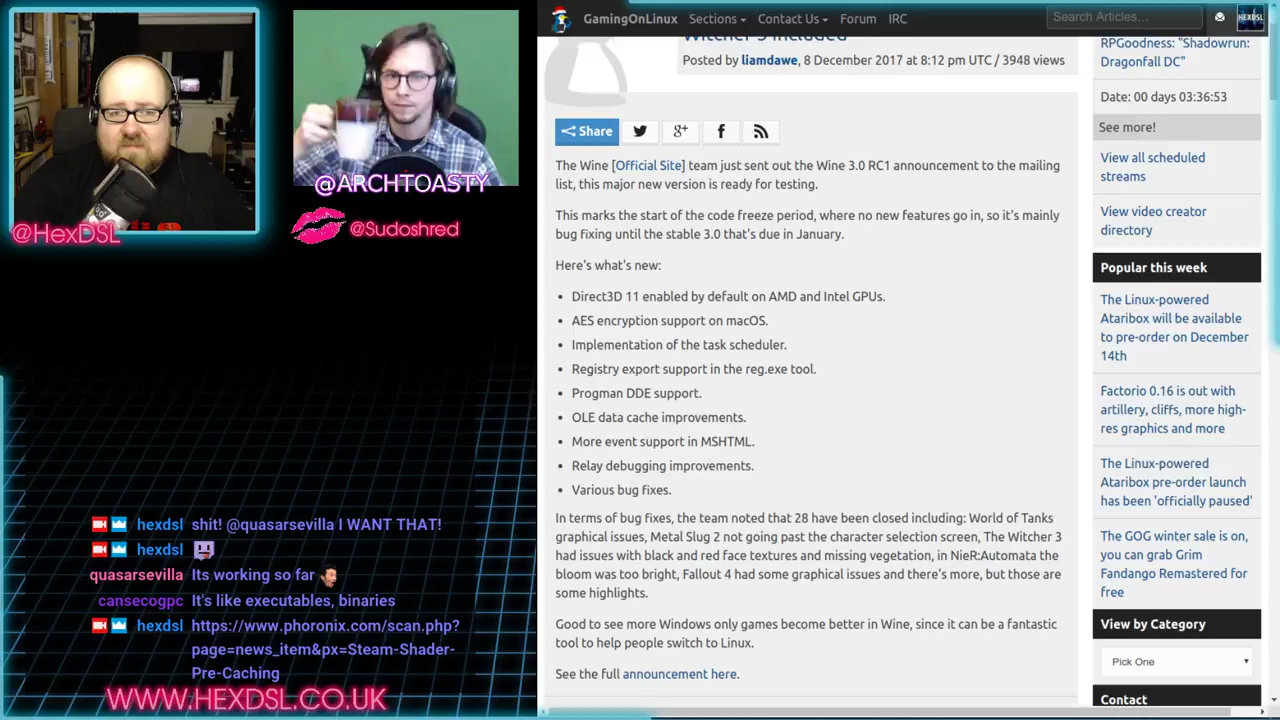 @HexDSL
@ARCHTOASTY
@Sudoshred
hexdsl shit! @quasarsevilla I WANT THAT!
hexdsl
quasarsevilla Its working so far
cansecogpc It's like executables, binaries
hexdsl https://www.phoronix.com/scan.php?
page=news_item&px=Steam-Shader-
Pre-Caching
WWW.HEXDSL.CO.UK
GamingOnLinux Sections Contact Us Forum IRC
Search Articles...
HEXDSL
Witcher 3 included
Posted by liamdawe, 8 December 2017 at 8:12 pm UTC / 3948 views
Share
The Wine [Official Site] team just sent out the Wine 3.0 RC1 announcement to the mailing
list, this major new version is ready for testing.
This marks the start of the code freeze period, where no new features go in, so it's mainly
bug fixing until the stable 3.0 that's due in January.
Here's what's new:
• Direct3D 11 enabled by default on AMD and Intel GPUs.
• AES encryption support on macOS.
• Implementation of the task scheduler.
• Registry export support in the reg.exe tool.
• Progman DDE support.
• OLE data cache improvements.
• More event support in MSHTML.
• Relay debugging improvements.
• Various bug fixes.
In terms of bug fixes, the team noted that 28 have been closed including: World of Tanks
graphical issues, Metal Slug 2 not going past the character selection screen, The Witcher 3
had issues with black and red face textures and missing vegetation, in NieR:Automata the
bloom was too bright, Fallout 4 had some graphical issues and there's more, but those are
some highlights.
Good to see more Windows only games become better in Wine, since it can be a fantastic
tool to help people switch to Linux.
See the full announcement here.
RPGoodness: "Shadowrun:
Dragonfall DC"
Date: 00 days 03:36:53
See more!
View all scheduled
streams
View video creator
directory
Popular this week
The Linux-powered
Ataribox will be available
to pre-order on December
14th
Factorio 0.16 is out with
artillery, cliffs, more high-
res graphics and more
The Linux-powered
Ataribox pre-order launch
has been 'officially paused'
The GOG winter sale is on,
you can grab Grim
Fandango Remastered for
free
View by Category
Pick One
Contact